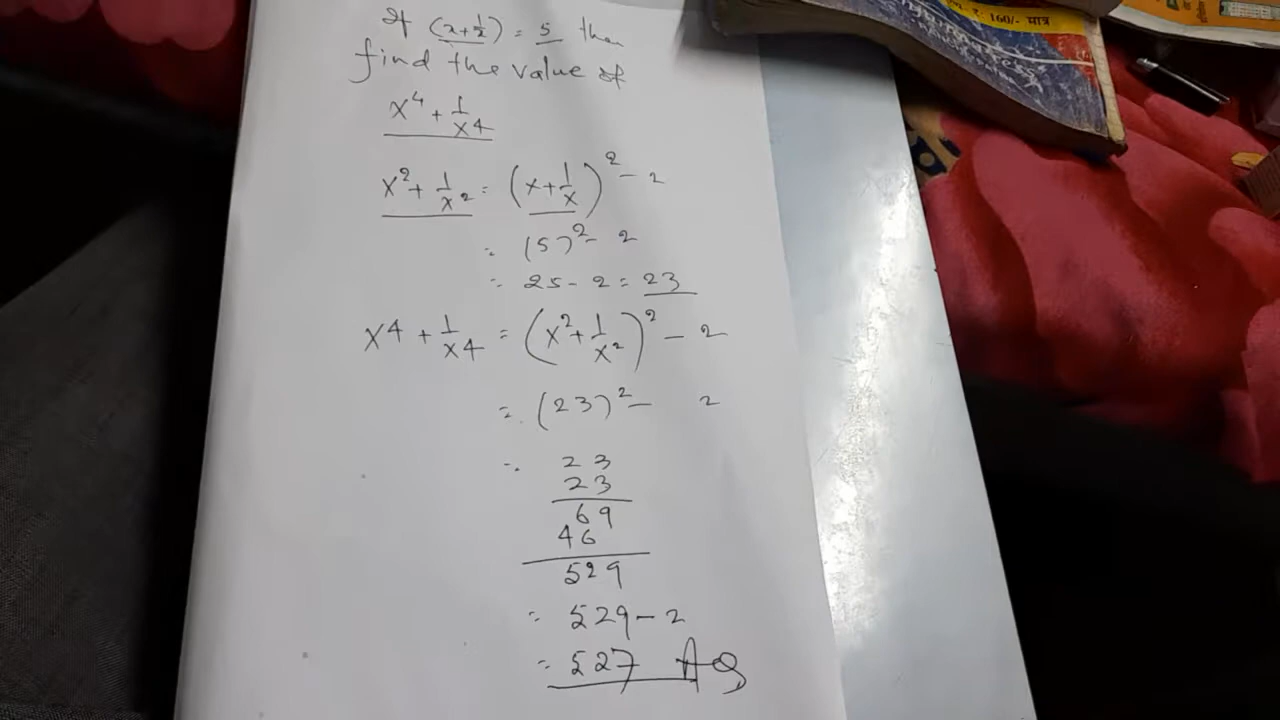 If (x+1/x) = 5 then
find the value of
x⁴ + 1/x⁴
x² + 1/x² = (x + 1/x)² - 2
= (5)² - 2
= 25 - 2 = 23
x⁴ + 1/x⁴ = (x² + 1/x²)² - 2
= (23)² - 2
= 23
23
69
46
529
= 529 - 2
= 527 Ans
₹. 160/- मात्र